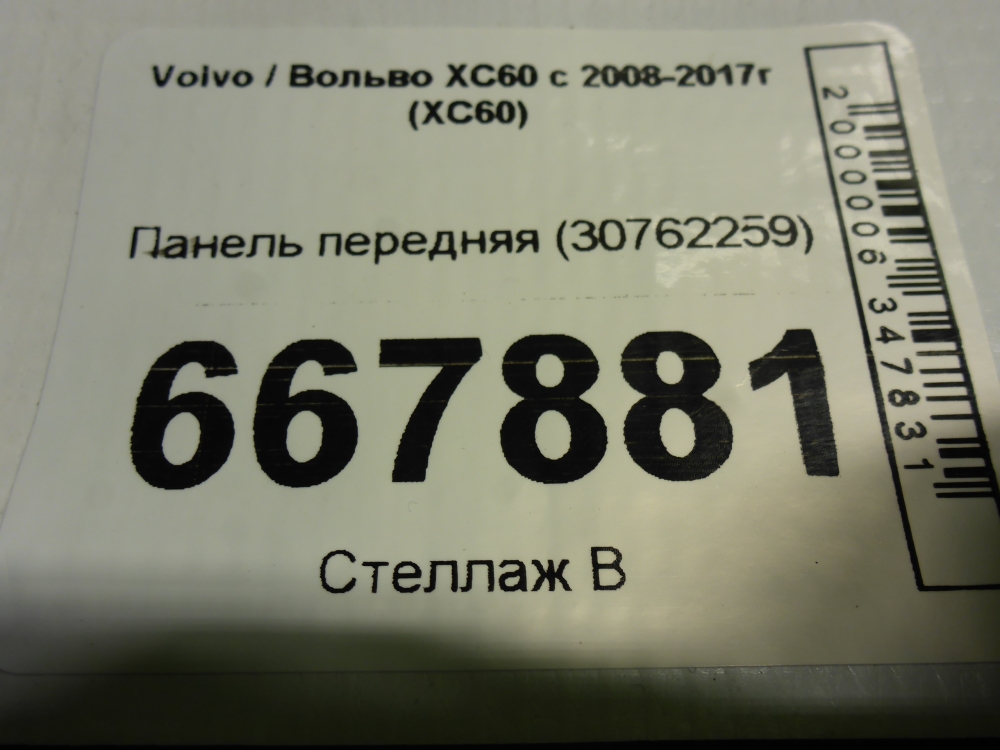 Volvo / Вольво XC60 с 2008-2017г
(XC60)
Панель передняя (30762259)
667881
Стеллаж В
2000006347831